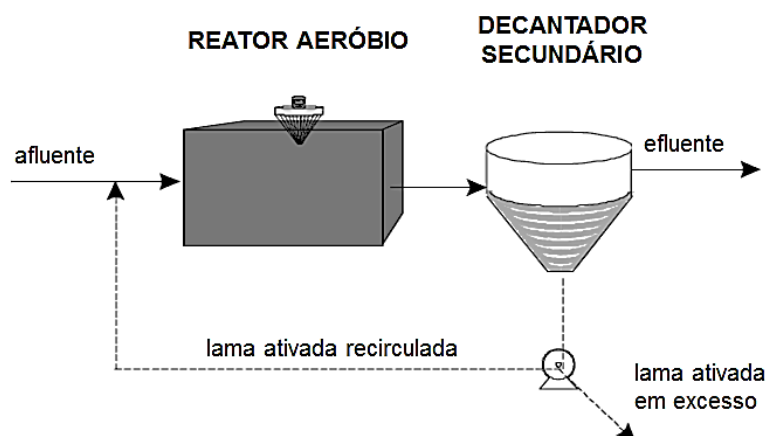 REATOR AERÓBIO
DECANTADOR
SECUNDÁRIO
afluente
efluente
lama ativada recirculada
lama ativada
em excesso